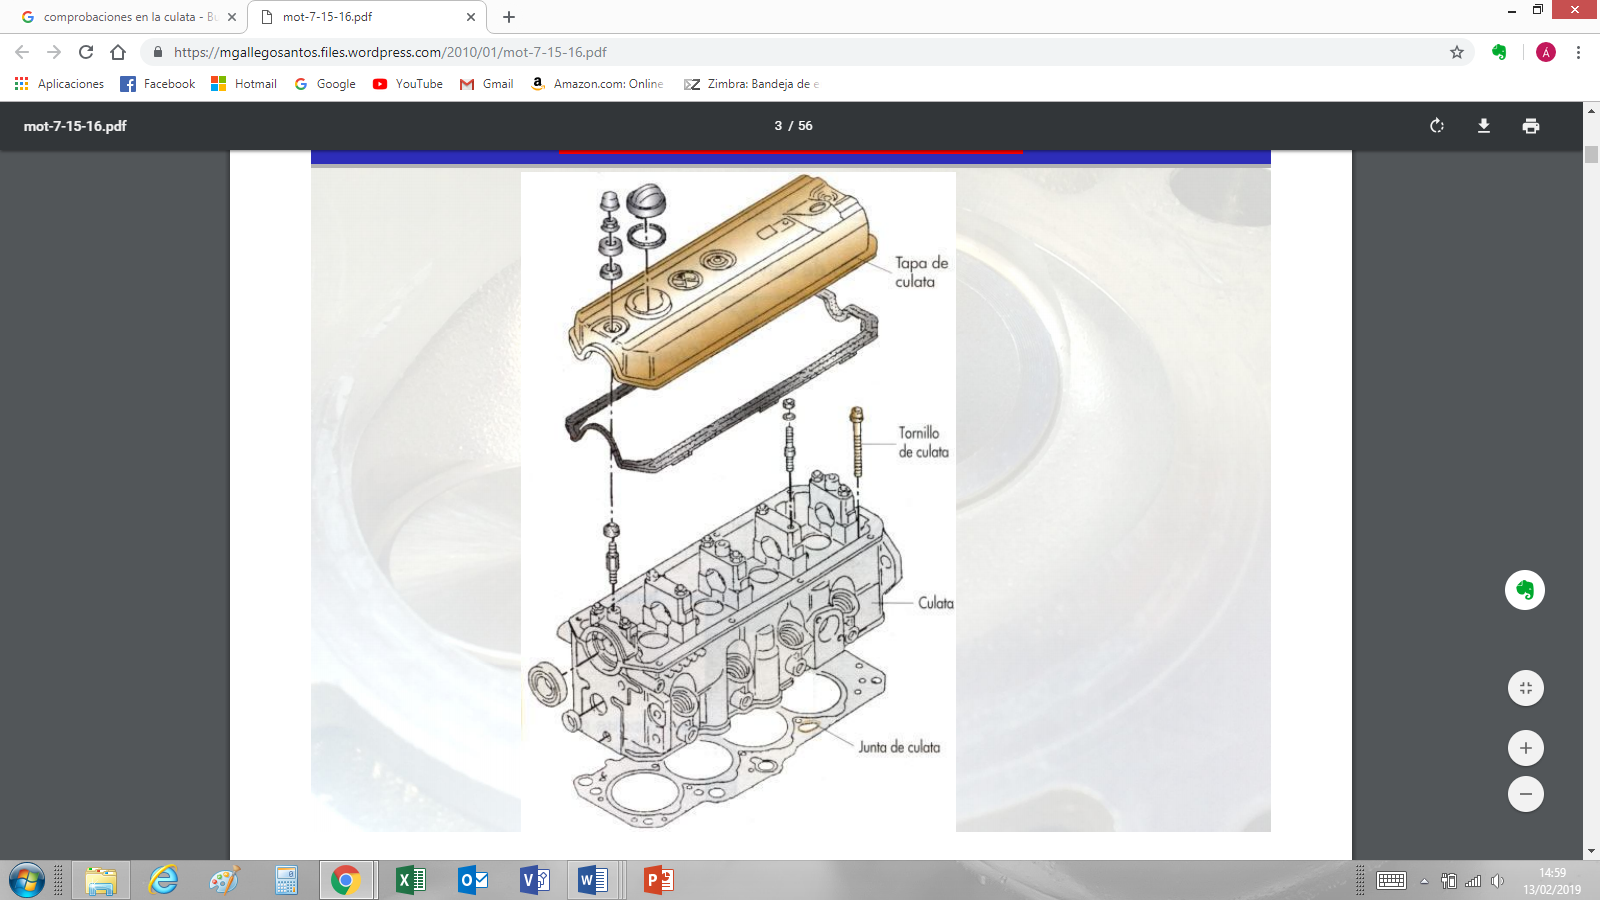 comprobaciones en la culata - Bu
mot-7-15-16.pdf
https://mgallegosantos.files.wordpress.com/2010/01/mot-7-15-16.pdf
Á
Aplicaciones
Facebook
Hotmail
Google
YouTube
Gmail
Amazon.com: Online
Zimbra: Bandeja de e
mot-7-15-16.pdf
3 / 56
Tapa de
culata
Tornillo
de culata
Culata
Junta de culata
14:59
13/02/2019